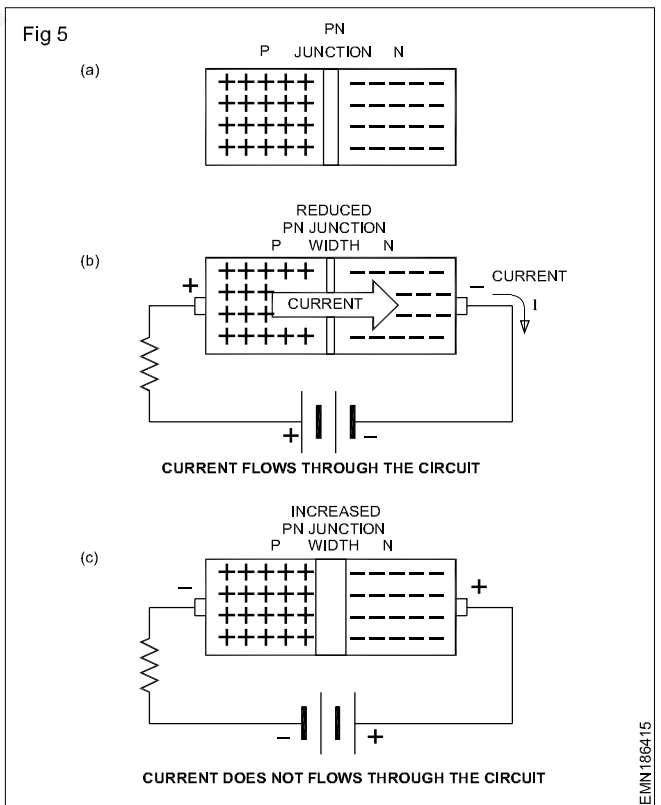 Fig 5
PN
P JUNCTION N
(a)
REDUCED
PN JUNCTION
P WIDTH N
(b)
+ − CURRENT
CURRENT I
+ −
CURRENT FLOWS THROUGH THE CIRCUIT
INCREASED
PN JUNCTION
P WIDTH N
(c)
− +
− +
CURRENT DOES NOT FLOWS THROUGH THE CIRCUIT
EMN186415